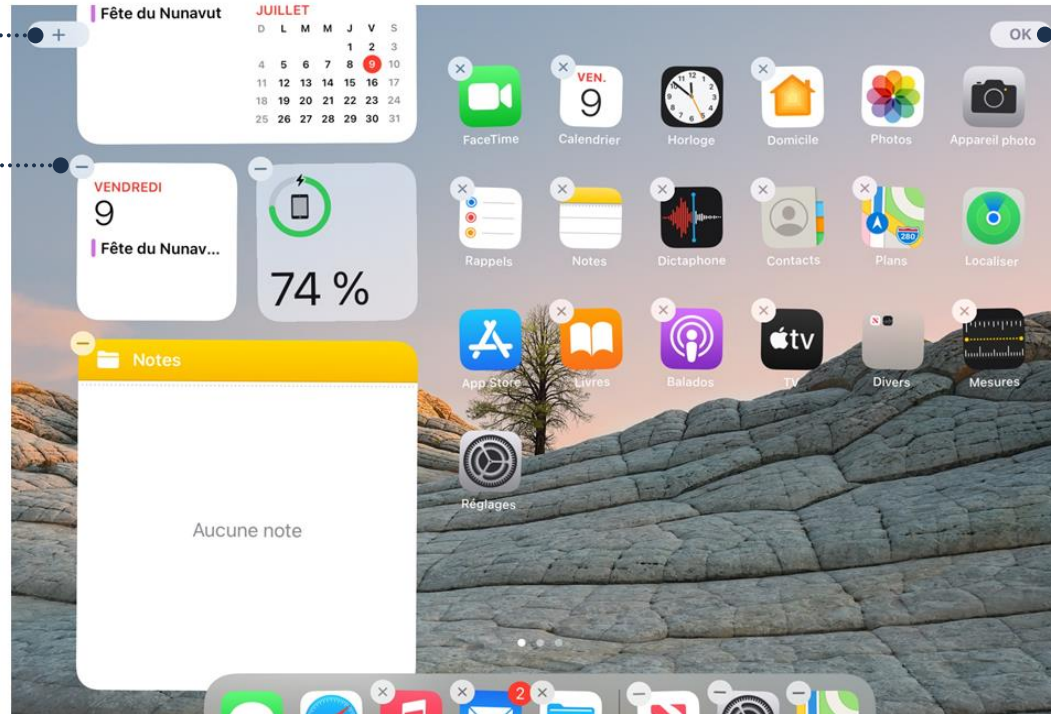 +
Fête du Nunavut
JUILLET
D L M M J V S
1 2 3
4 5 6 7 8 9 10
11 12 13 14 15 16 17
18 19 20 21 22 23 24
25 26 27 28 29 30 31
OK
VENDREDI
9
Fête du Nunav...
74 %
Notes
Aucune note
VEN.
9
FaceTime Calendrier Horloge Domicile Photos Appareil photo
280
Rappels Notes Dictaphone Contacts Plans Localiser
tv
App Store Livres Balados TV Divers Mesures
Réglages
2